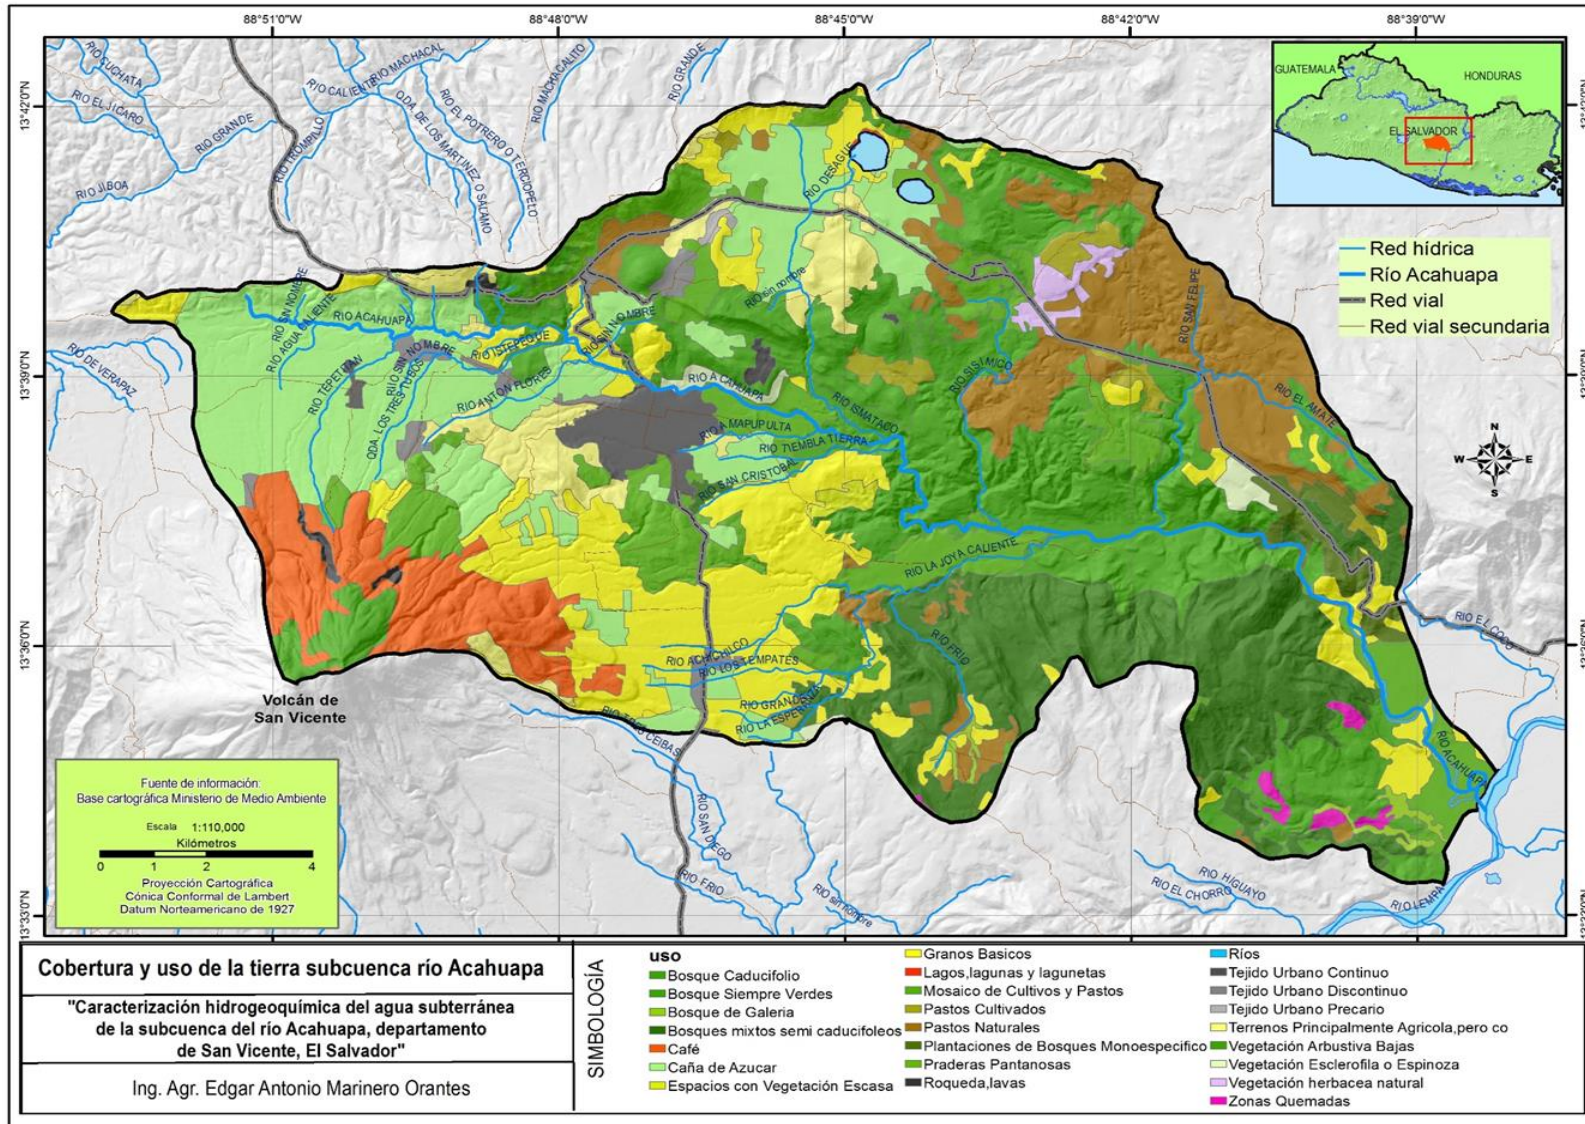 88°51'0"W
88°48'0"W
88°45'0"W
88°42'0"W
88°39'0"W
13°42'0"N
13°39'0"N
13°36'0"N
13°33'0"N
RIO CUCHATA
RIO EL JICARO
RIO GRANDE
RIO JIBOA
RIO TROMPILLO
RIO CALIENTE
RIO MACHACAL
QDA. DE LOS MARTINEZ O SALAMO
RIO EL POTRERO O TERCIOPELO
RIO MACHACALITO
RIO GRANDE
RIO DESAGUE
GUATEMALA
HONDURAS
EL SALVADOR
Red hídrica
Río Acahuapa
Red vial
Red vial secundaria
RIO SIN NOMBRE
RIO AGUA CALIENTE
RIO ACAHUAPA
RIO DE VERAPAZ
RIO TEPETITAN
RIO SIN NOMBRE
QDA. LOS TRES TUBOS
RIO ISTEPEQUE
RIO ANTON FLORES
RIO SIN NOMBRE
RIO sin nombre
RIO ACAHUAPA
RIO ISMATACO
RIO SISIMICO
RIO SAN FELIPE
RIO EL AMATE
RIO A MAPUPULTA
RIO TIEMBLA TIERRA
RIO SAN CRISTOBAL
RIO LA JOYA CALIENTE
RIO FRIO
RIO ACHICHILCO
RIO LOS TEMPATES
RIO GRANDE
RIO LA ESPERANZA
RIO EL COCO
RIO ACAHUAPA
N
W E
S
Volcán de
San Vicente
RIO SAN DIEGO
RIO FRIO
RIO sin nombre
RIO HIGUAYO
RIO EL CHORRO
RIO LEMPA
Fuente de información:
Base cartográfica Ministerio de Medio Ambiente
Escala 1:110,000
Kilómetros
0 1 2 4
Proyección Cartográfica
Cónica Conformal de Lambert
Datum Norteamericano de 1927
Cobertura y uso de la tierra subcuenca río Acahuapa
"Caracterización hidrogeoquímica del agua subterránea
de la subcuenca del río Acahuapa, departamento
de San Vicente, El Salvador"
Ing. Agr. Edgar Antonio Marinero Orantes
SIMBOLOGÍA
uso
Bosque Caducifolio
Bosque Siempre Verdes
Bosque de Galeria
Bosques mixtos semi caducifoleos
Café
Caña de Azucar
Espacios con Vegetación Escasa
Granos Basicos
Lagos,lagunas y lagunetas
Mosaico de Cultivos y Pastos
Pastos Cultivados
Pastos Naturales
Plantaciones de Bosques Monoespecifico
Praderas Pantanosas
Roqueda,lavas
Ríos
Tejido Urbano Continuo
Tejido Urbano Discontinuo
Tejido Urbano Precario
Terrenos Principalmente Agricola,pero co
Vegetación Arbustiva Bajas
Vegetación Esclerofila o Espinoza
Vegetación herbacea natural
Zonas Quemadas